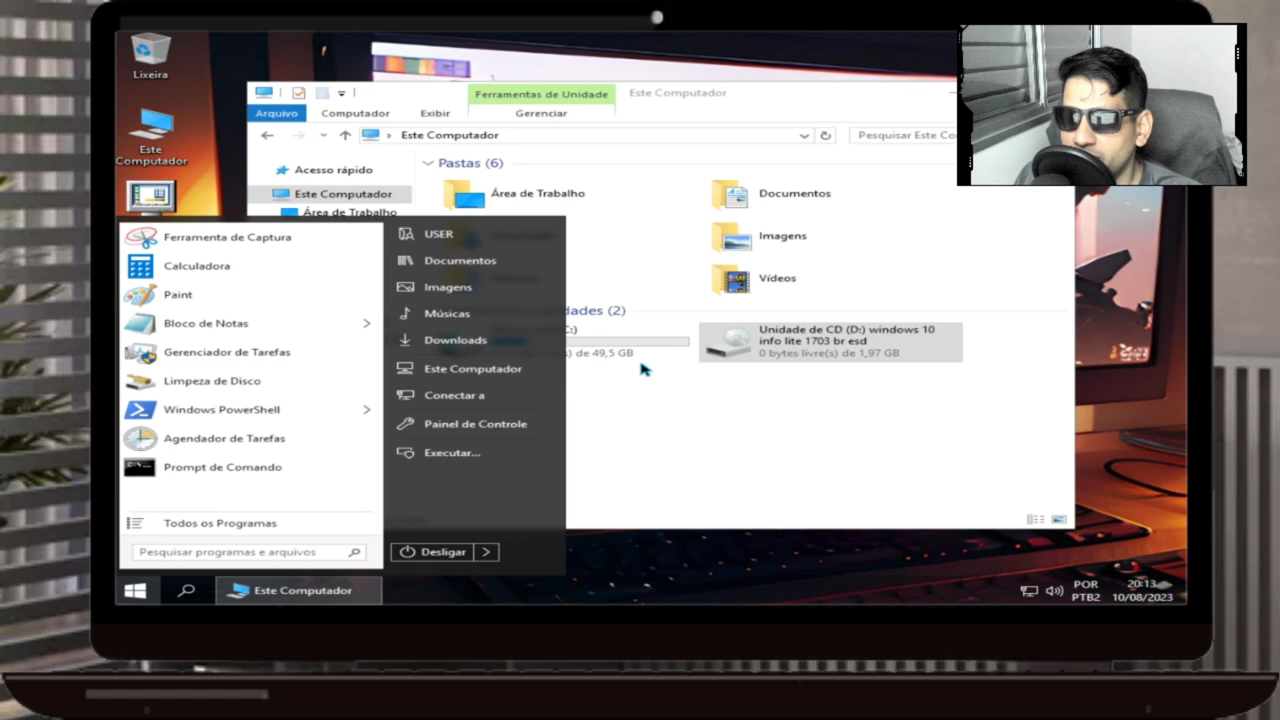 Lixeira
Este
Computador
Ferramentas de Unidade
Este Computador
Arquivo
Computador
Exibir
Gerenciar
Este Computador
Pesquisar Este Co
Acesso rápido
Este Computador
Área de Trabalho
Pastas (6)
Área de Trabalho
Documentos
Imagens
Vídeos
dades (2)
C:)
) de 49,5 GB
Unidade de CD (D:) windows 10
info lite 1703 br esd
0 bytes livre(s) de 1,97 GB
Ferramenta de Captura
Calculadora
Paint
Bloco de Notas
Gerenciador de Tarefas
Limpeza de Disco
Windows PowerShell
Agendador de Tarefas
Prompt de Comando
Todos os Programas
Pesquisar programas e arquivos
USER
Documentos
Imagens
Músicas
Downloads
Este Computador
Conectar a
Painel de Controle
Executar...
Desligar
Este Computador
POR
PTB2
20:13
10/08/2023